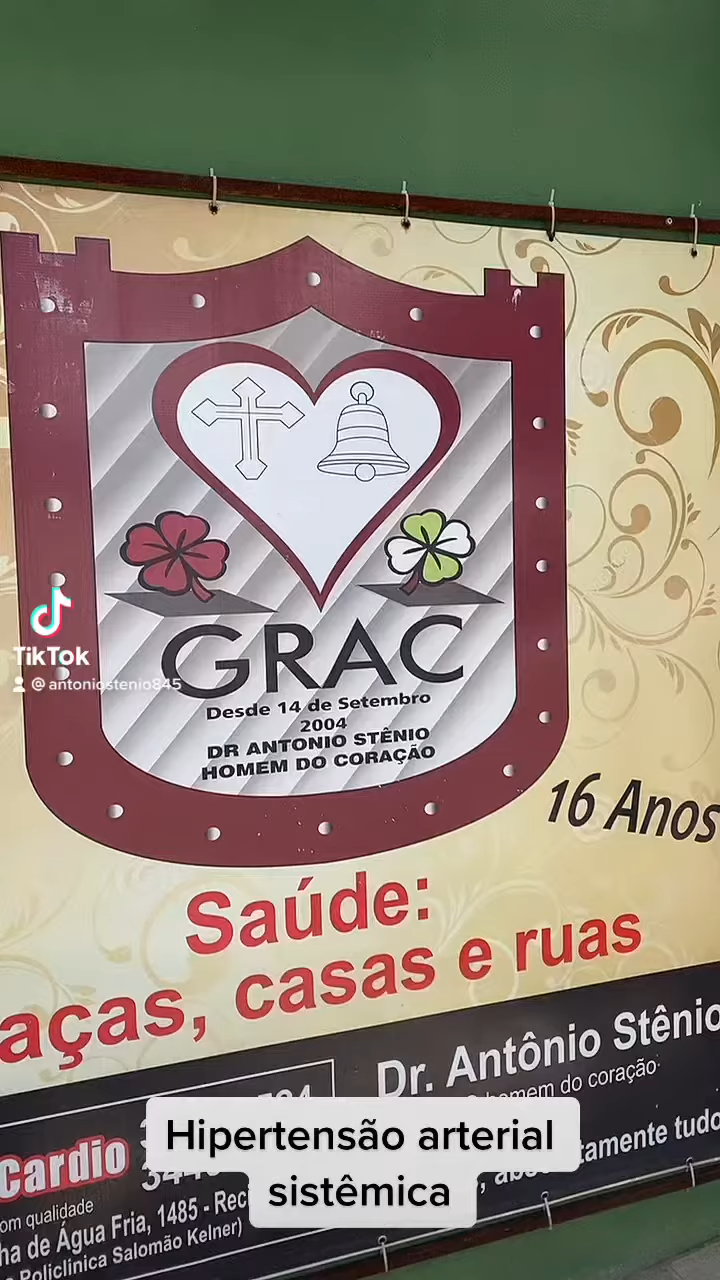 GRAC
Desde 14 de Setembro
2004
DR ANTONIO STÊNIO
HOMEM DO CORAÇÃO
TikTok
@antoniostenio845
16 Anos
Saúde:
aças, casas e ruas
Dr. Antônio Stênio
homem do coração
Cardio
om qualidade
ha de Água Fria, 1485 - Rec
Policlinica Salomão Kelner)
tamente tudo
Hipertensão arterial
sistêmica